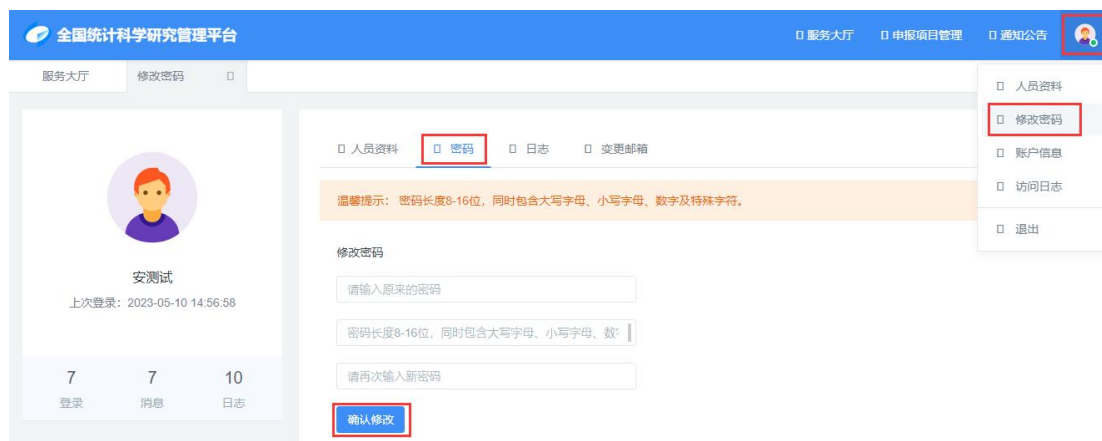 全国统计科学研究管理平台
服务大厅 申报项目管理 通知公告
服务大厅 修改密码
人员资料
修改密码
账户信息
访问日志
退出
人员资料 密码 日志 变更邮箱
温馨提示： 密码长度8-16位，同时包含大写字母、小写字母、数字及特殊字符。
修改密码
请输入原来的密码
密码长度8-16位，同时包含大写字母、小写字母、数
请再次输入新密码
确认修改
安测试
上次登录：2023-05-10 14:56:58
7 7 10
登录 消息 日志